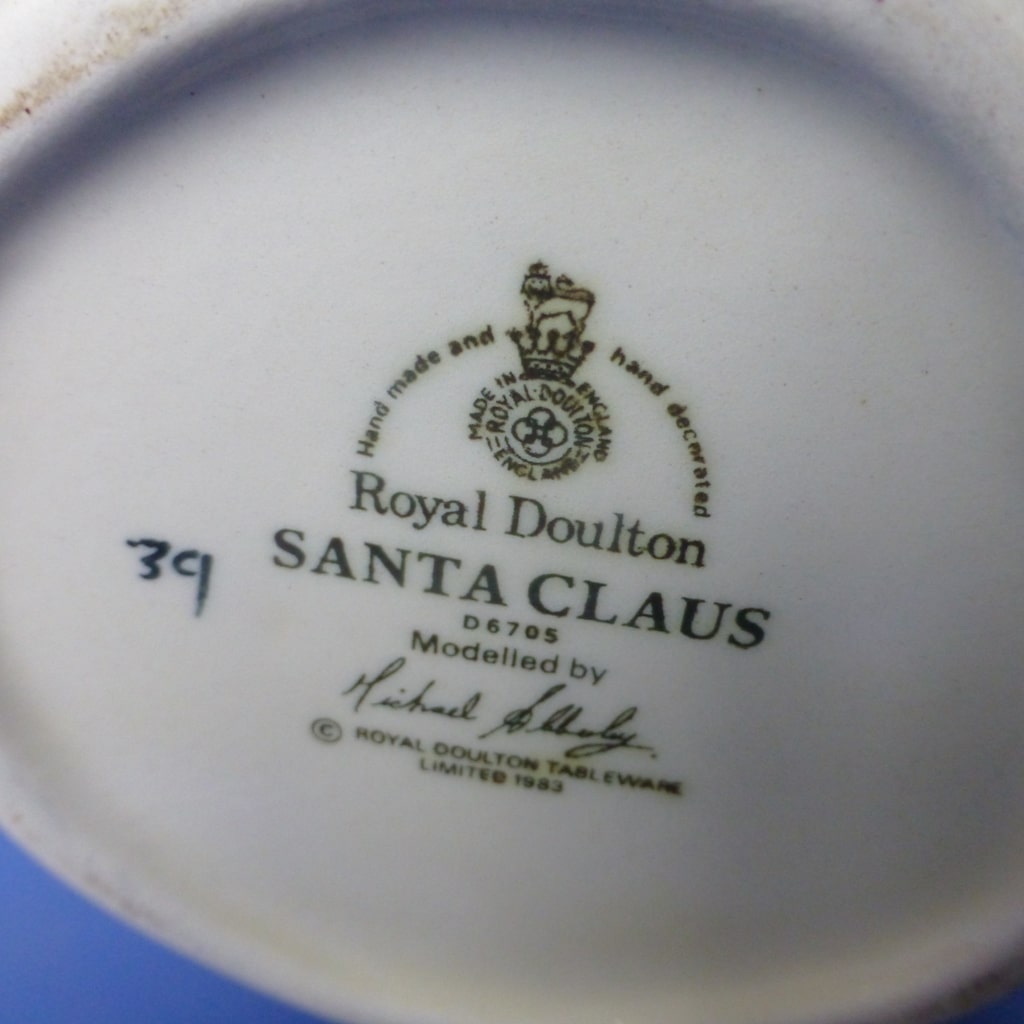 Hand made and hand decorated
MADE IN ENGLAND
ROYAL·DOULTON
ENGLAND
Royal Doulton
SANTA CLAUS
D6705
Modelled by
Michael Abberley
© ROYAL DOULTON TABLEWARE
LIMITED 1983
39